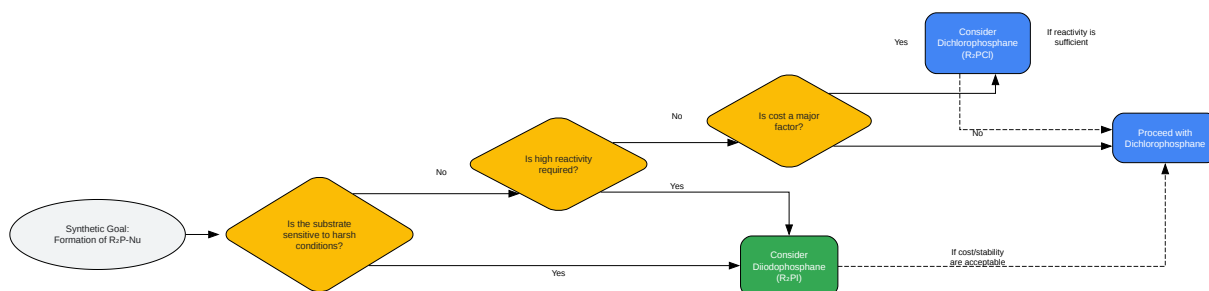 Synthetic Goal:
Formation of R₂P-Nu
Is the substrate
sensitive to harsh
conditions?
No
Yes
Is high reactivity
required?
No
Yes
Is cost a major
factor?
Yes
No
Consider
Dichlorophosphane
(R₂PCl)
If reactivity is
sufficient
Consider
Diiodophosphane
(R₂PI)
If cost/stability
are acceptable
Proceed with
Dichlorophosphane